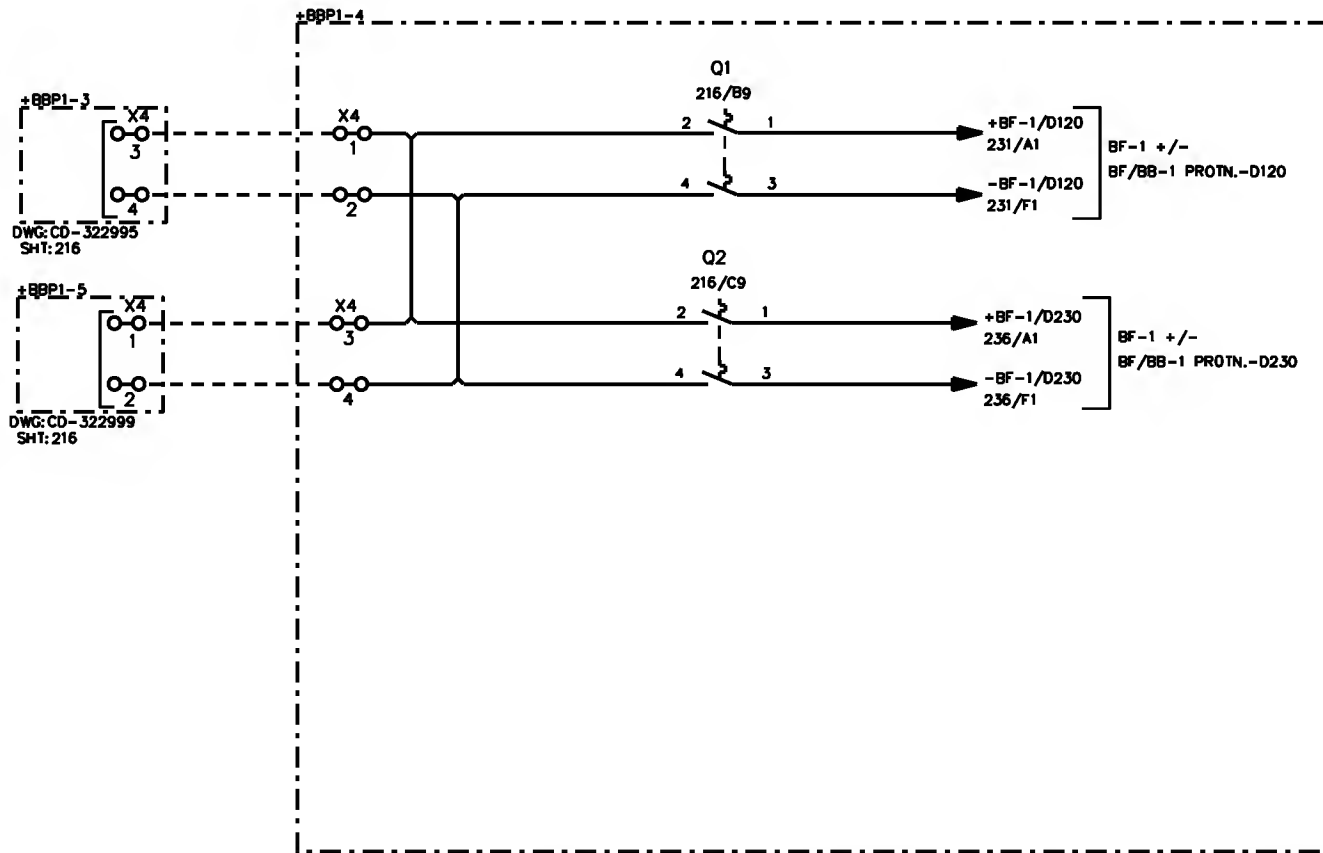 +BBP1-4
Q1
216/B9
+BBP1-3
X4
3
4
DWG:CD-322995
SHT:216
X4
1
2
2
1
4
3
+BF-1/D120
231/A1
-BF-1/D120
231/F1
BF-1 +/-
BF/BB-1 PROTN.-D120
Q2
216/C9
+BBP1-5
X4
1
2
DWG:CD-322999
SHT:216
X4
3
4
2
1
4
3
+BF-1/D230
236/A1
-BF-1/D230
236/F1
BF-1 +/-
BF/BB-1 PROTN.-D230